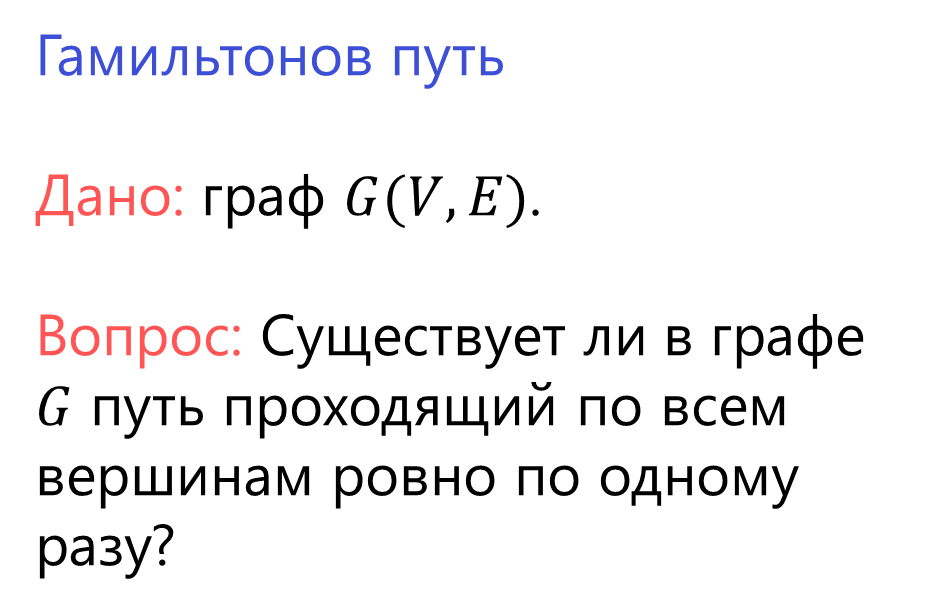 Гамильтонов путь
Дано: граф G(V, E).
Вопрос: Существует ли в графе
G путь проходящий по всем
вершинам ровно по одному
разу?